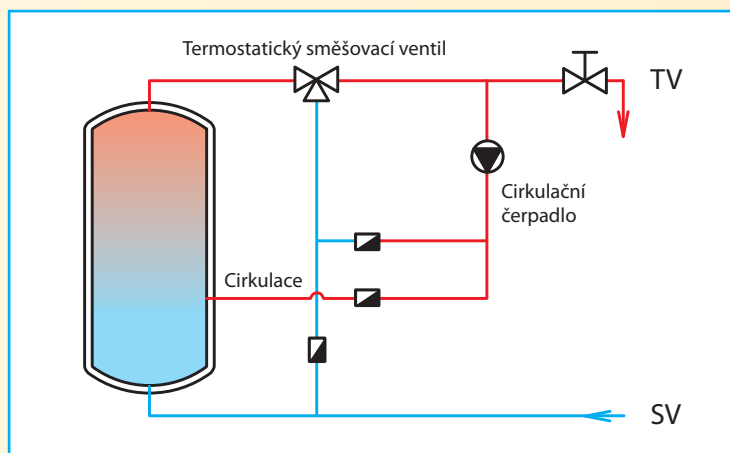 Termostatický směšovací ventil
TV
Cirkulační
čerpadlo
Cirkulace
SV